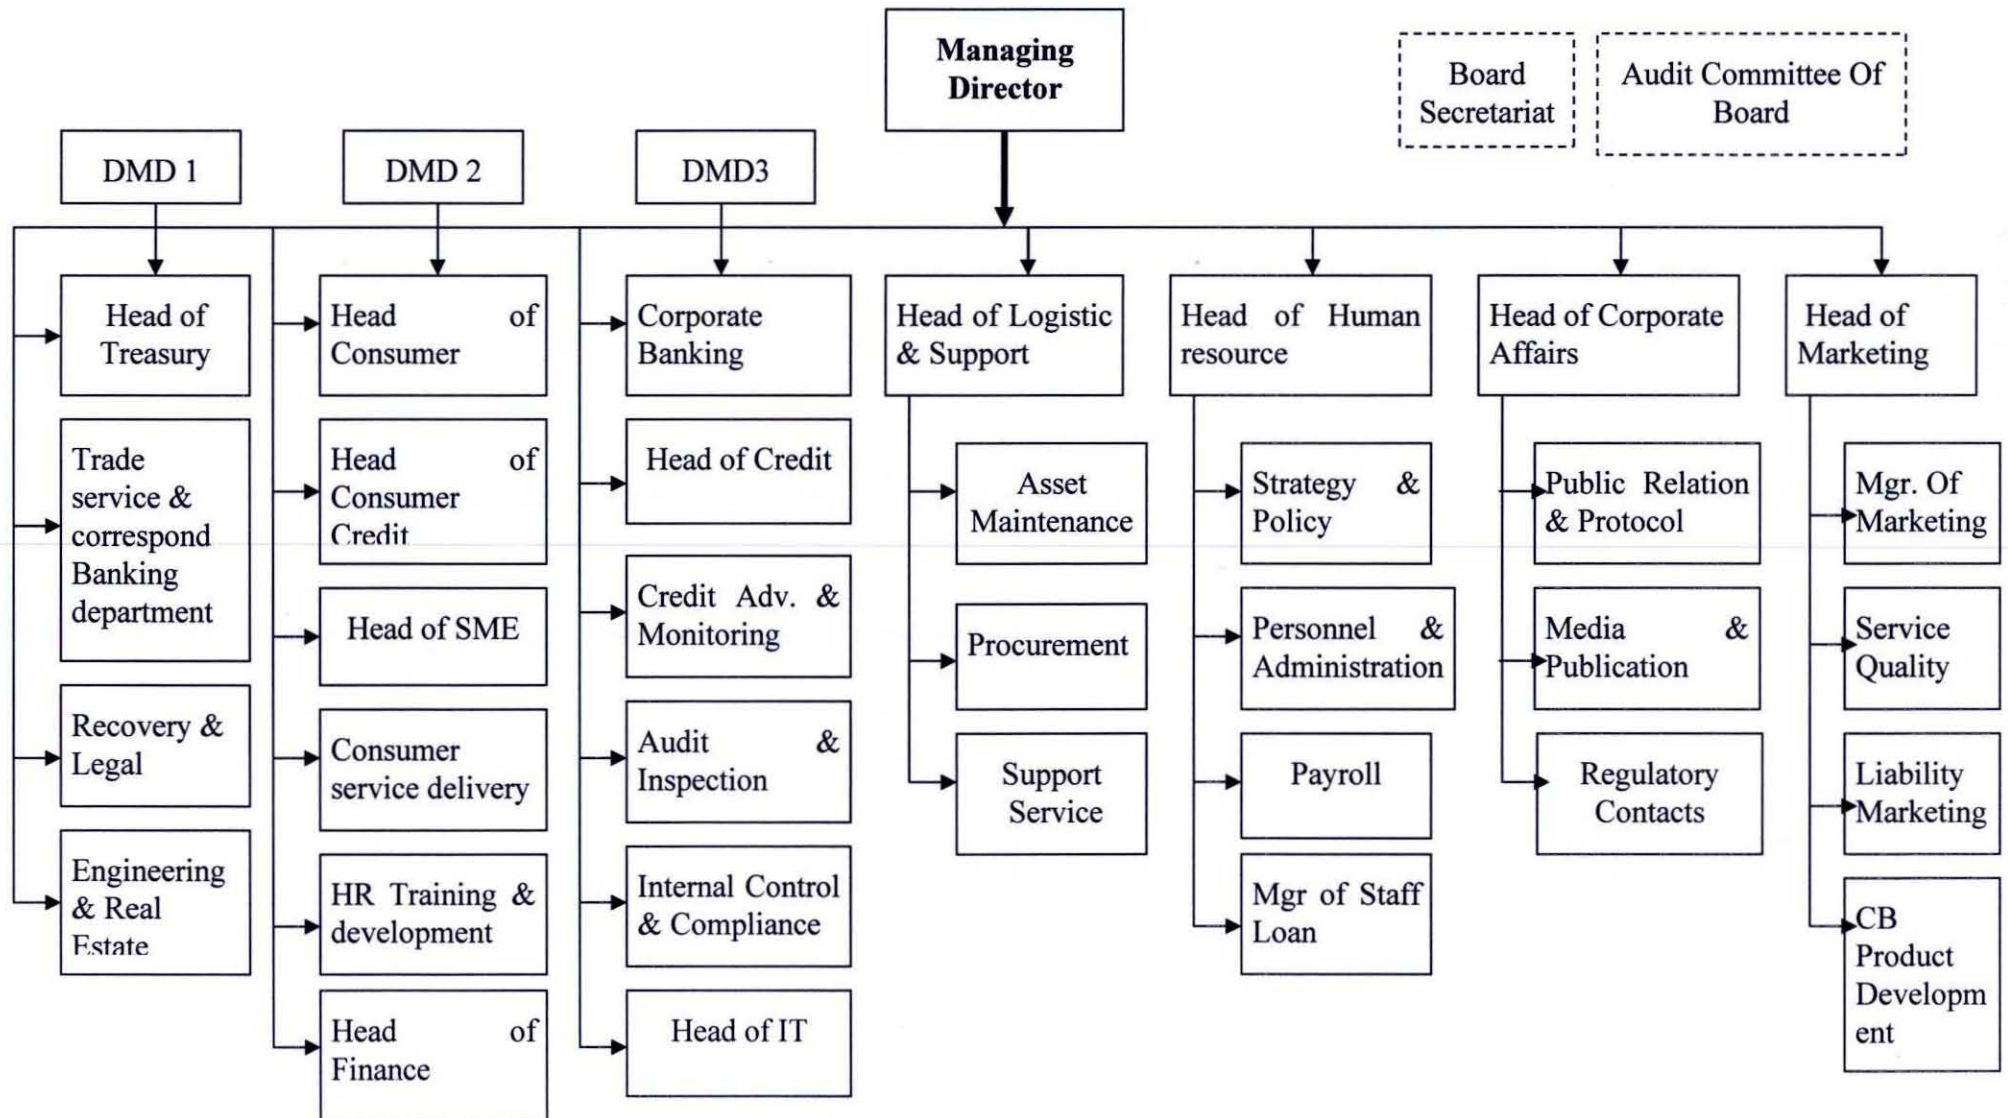 Managing
Director
Board
Secretariat
Audit Committee Of
Board
DMD 1
DMD 2
DMD3
Head of
Treasury
Trade
service &
correspond
Banking
department
Recovery &
Legal
Engineering
& Real
Estate
Head of
Consumer
Head of
Consumer
Credit
Head of SME
Consumer
service delivery
HR Training &
development
Head of
Finance
Corporate
Banking
Head of Credit
Credit Adv. &
Monitoring
Audit &
Inspection
Internal Control
& Compliance
Head of IT
Head of Logistic
& Support
Asset
Maintenance
Procurement
Support
Service
Head of Human
resource
Strategy &
Policy
Personnel &
Administration
Payroll
Mgr of Staff
Loan
Head of Corporate
Affairs
Public Relation
& Protocol
Media &
Publication
Regulatory
Contacts
Head of
Marketing
Mgr. Of
Marketing
Service
Quality
Liability
Marketing
CB
Product
Developm
ent